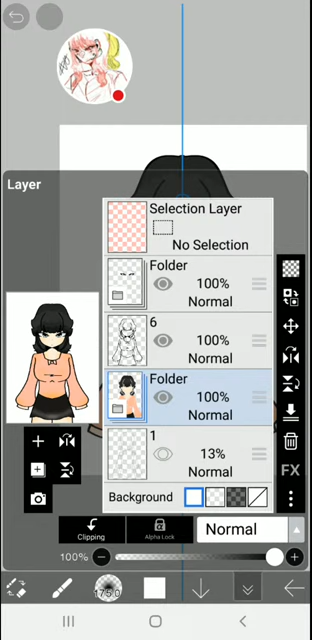 Layer
Selection Layer
No Selection
Folder
100%
Normal
6
100%
Normal
Folder
100%
Normal
1
13%
Normal
Background
FX
Clipping
Alpha Lock
Normal
100%
175.0